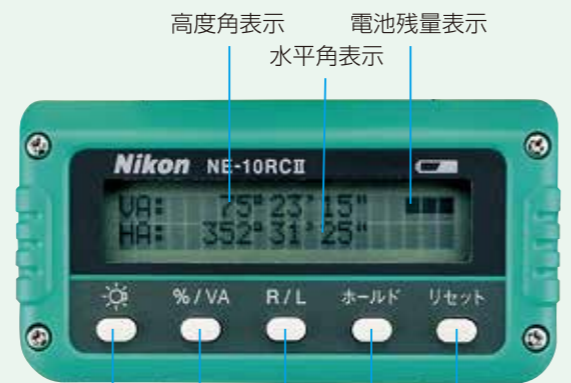 高度角表示 電池残量表示
水平角表示
Nikon NE-10RCⅡ
VA: 75°23'15"
HA: 352°31'25"
%/VA R/L ホールド リセット